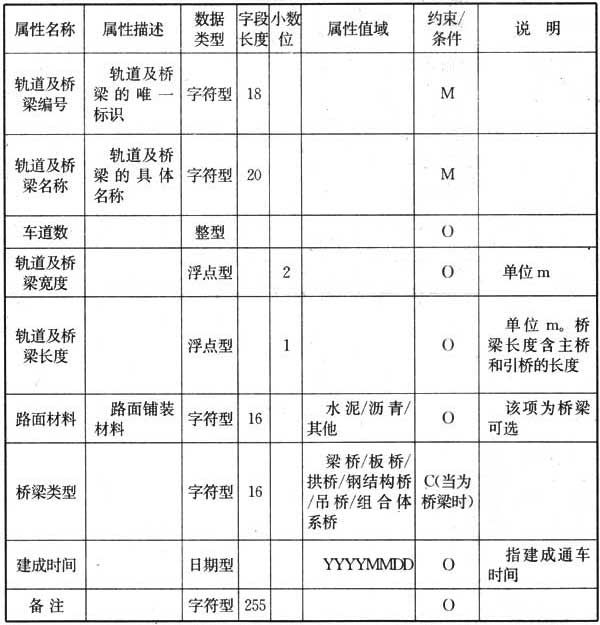 属性名称 属性描述 数据类型 字段长度 小数位 属性值域 约束/条件 说 明
轨道及桥梁编号 轨道及桥梁的唯一标识 字符型 18 M
轨道及桥梁名称 轨道及桥梁的具体名称 字符型 20 M
车道数 整型 O
轨道及桥梁宽度 浮点型 2 O 单位m
轨道及桥梁长度 浮点型 1 O 单位m。桥梁长度含主桥和引桥的长度
路面材料 路面铺装材料 字符型 16 水泥/沥青/其他 O 该项为桥梁可选
桥梁类型 字符型 16 梁桥/板桥/拱桥/钢结构桥/吊桥/组合体系桥 C(当为桥梁时)
建成时间 日期型 YYYYMMDD O 指建成通车时间
备 注 字符型 255 O